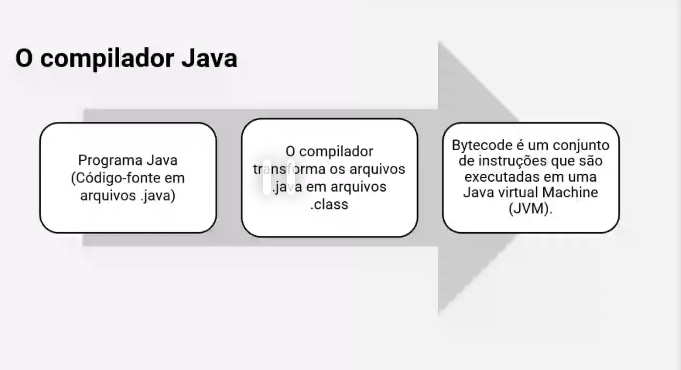 O compilador Java
Programa Java
(Código-fonte em
arquivos .java)
O compilador
transforma os arquivos
.java em arquivos
.class
Bytecode é um conjunto
de instruções que são
executadas em uma
Java virtual Machine
(JVM).